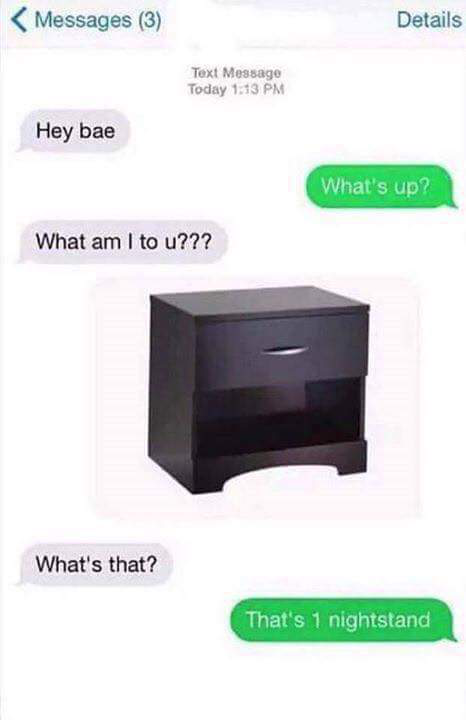 Messages (3)
Details
Text Message
Today 1:13 PM
Hey bae
What's up?
What am I to u???
What's that?
That's 1 nightstand